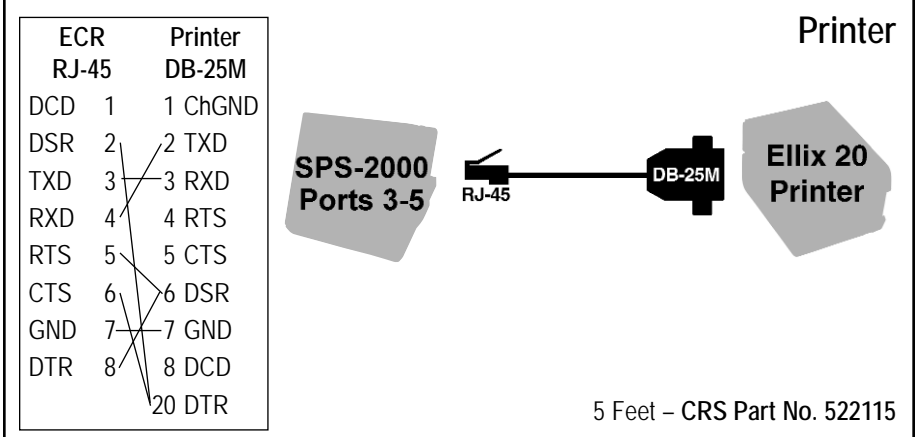 Printer
ECR Printer
RJ-45 DB-25M
DCD 1 1 ChGND
DSR 2 2 TXD
TXD 3 3 RXD
RXD 4 4 RTS
RTS 5 5 CTS
CTS 6 6 DSR
GND 7 7 GND
DTR 8 8 DCD
20 DTR
SPS-2000
Ports 3-5
RJ-45
DB-25M
Ellix 20
Printer
5 Feet – CRS Part No. 522115